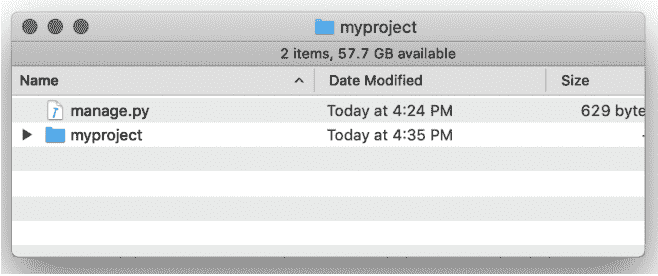 myproject
2 items, 57.7 GB available
Name Date Modified Size
manage.py Today at 4:24 PM 629 byte
myproject Today at 4:35 PM -